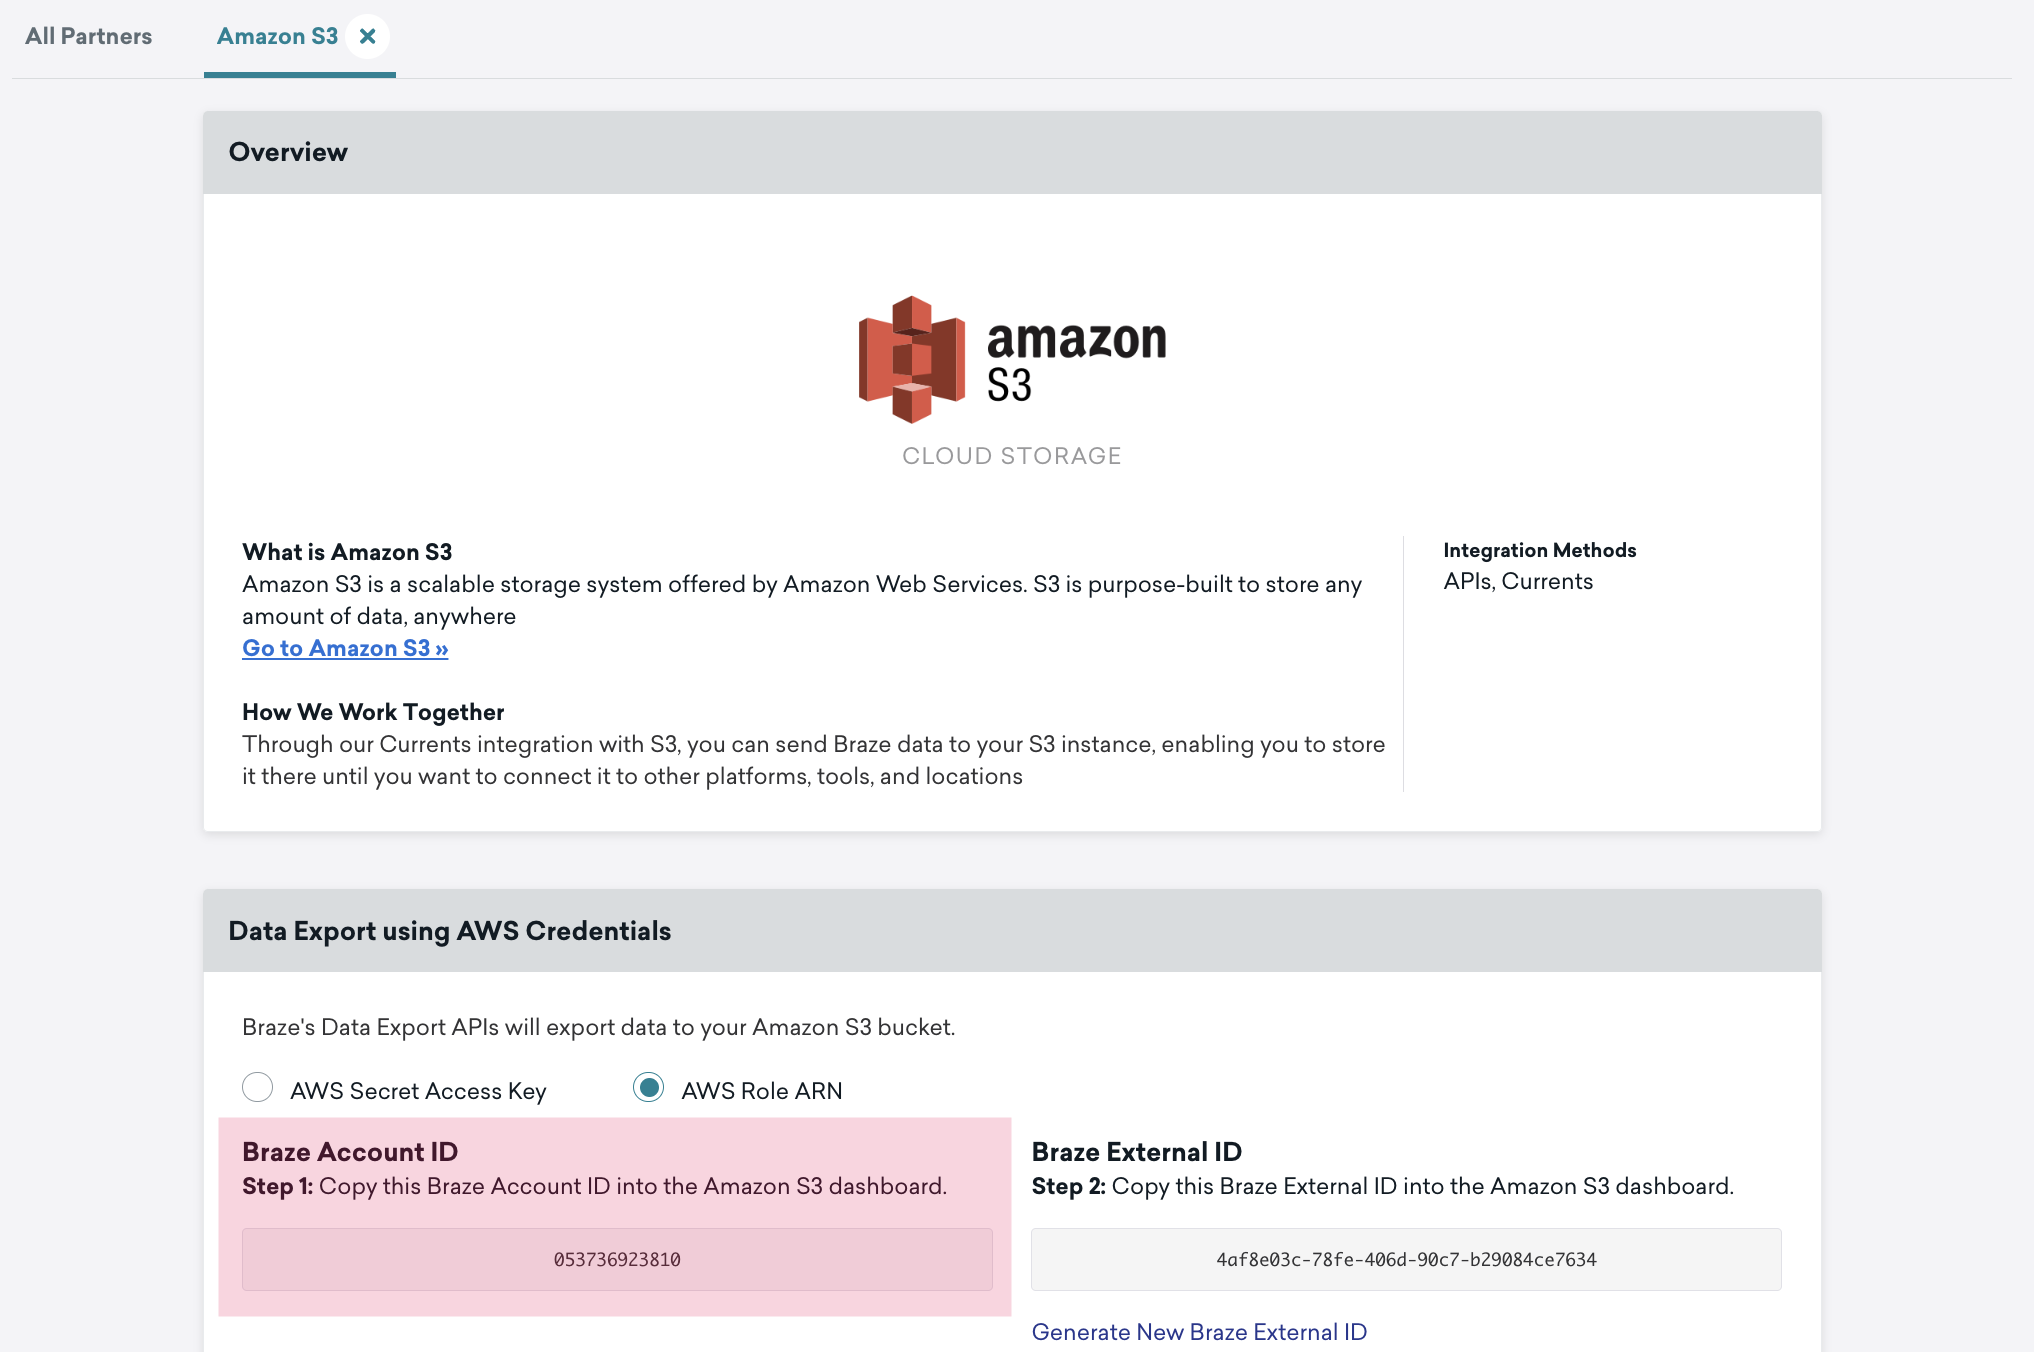 All Partners
Amazon S3
Overview
amazon
S3
CLOUD STORAGE
What is Amazon S3
Amazon S3 is a scalable storage system offered by Amazon Web Services. S3 is purpose-built to store any
amount of data, anywhere
Go to Amazon S3 »
How We Work Together
Through our Currents integration with S3, you can send Braze data to your S3 instance, enabling you to store
it there until you want to connect it to other platforms, tools, and locations
Integration Methods
APIs, Currents
Data Export using AWS Credentials
Braze's Data Export APIs will export data to your Amazon S3 bucket.
AWS Secret Access Key
AWS Role ARN
Braze Account ID
Step 1: Copy this Braze Account ID into the Amazon S3 dashboard.
053736923810
Braze External ID
Step 2: Copy this Braze External ID into the Amazon S3 dashboard.
4af8e03c-78fe-406d-90c7-b29084ce7634
Generate New Braze External ID